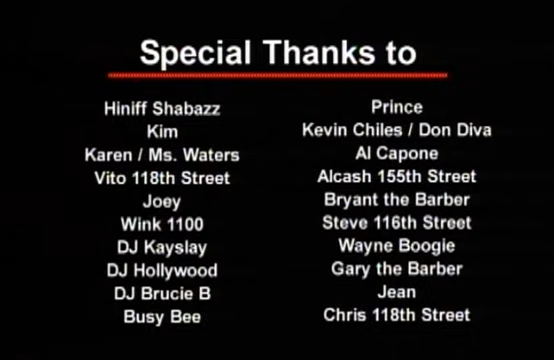 Special Thanks to
Hiniff Shabazz
Kim
Karen / Ms. Waters
Vito 118th Street
Joey
Wink 1100
DJ Kayslay
DJ Hollywood
DJ Brucie B
Busy Bee
Prince
Kevin Chiles / Don Diva
Al Capone
Alcash 155th Street
Bryant the Barber
Steve 116th Street
Wayne Boogie
Gary the Barber
Jean
Chris 118th Street